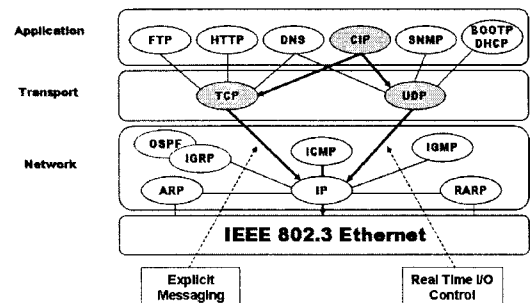 Application
FTP
HTTP
DNS
CIP
SNMP
BOOTP
DHCP
Transport
TCP
UDP
Network
OSPF
IGRP
ICMP
IGMP
ARP
IP
RARP
IEEE 802.3 Ethernet
Explicit
Messaging
Real Time I/O
Control